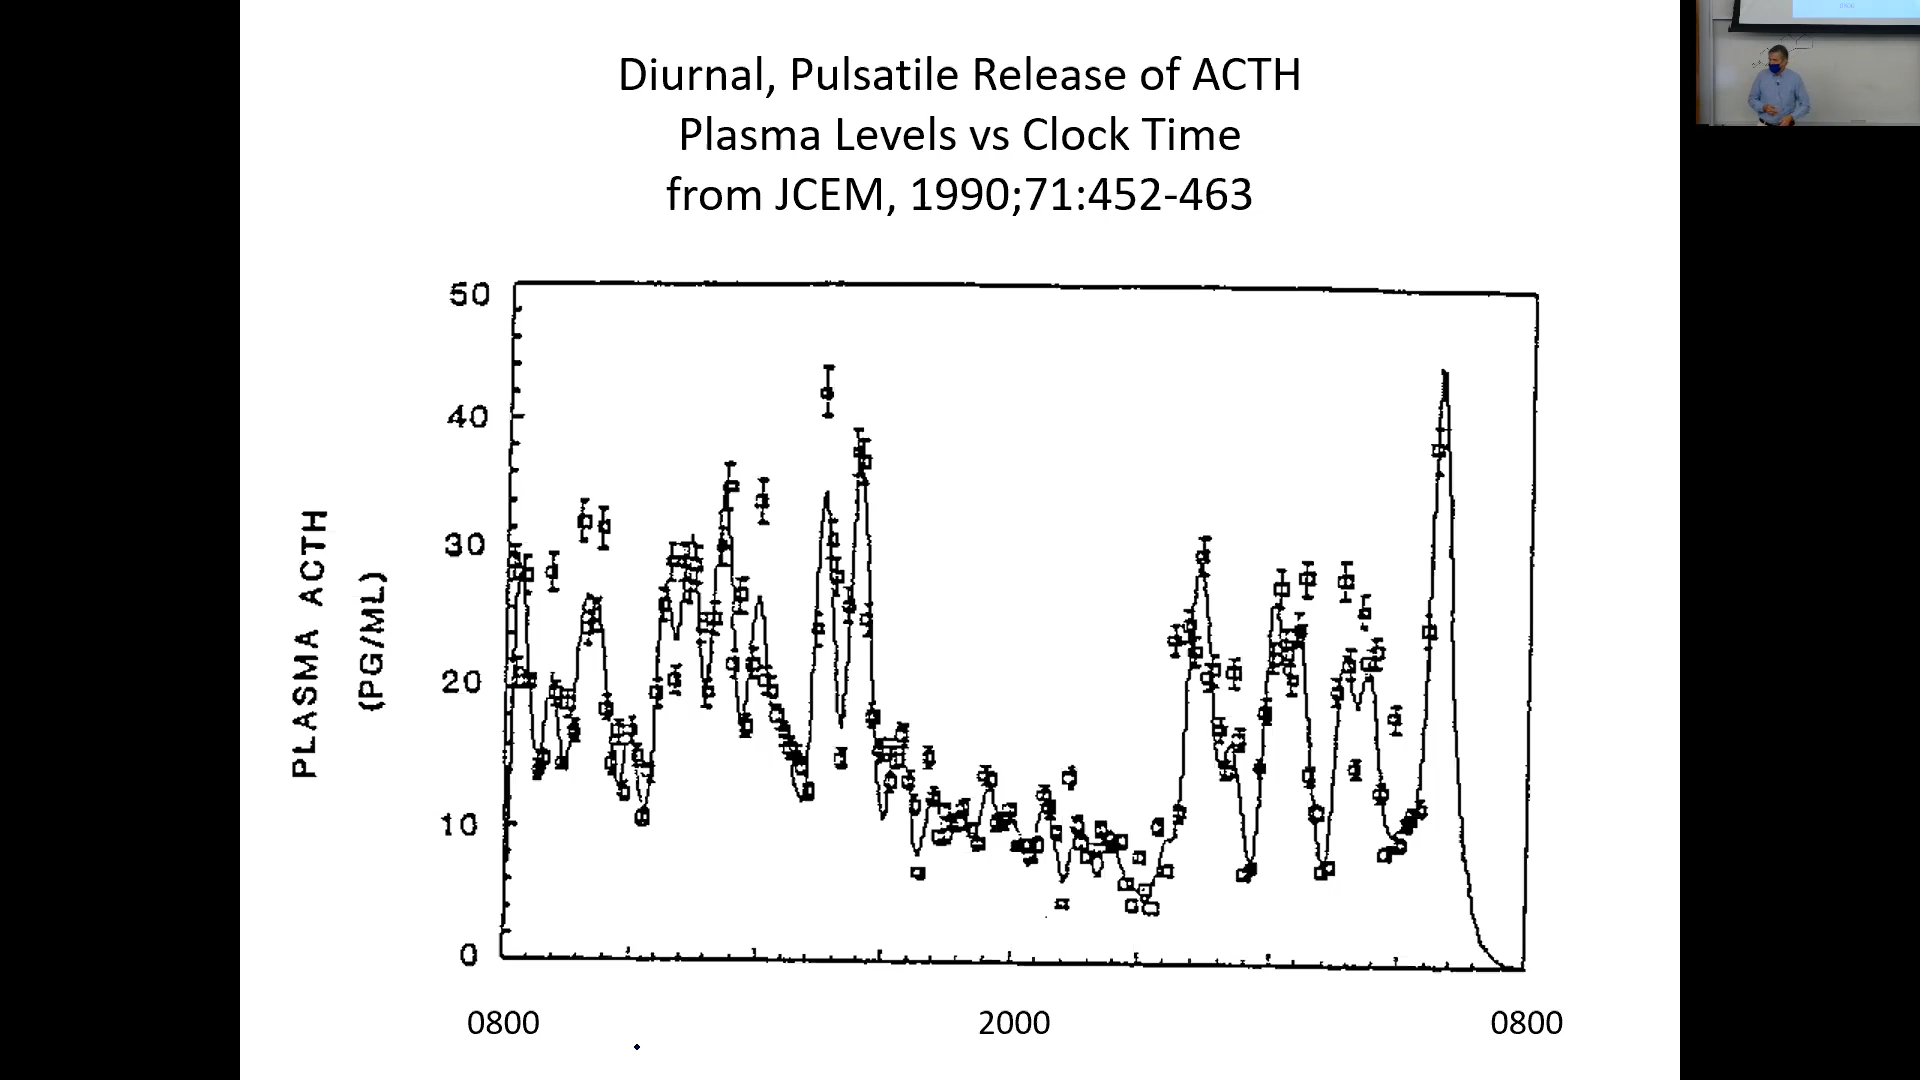 Diurnal, Pulsatile Release of ACTH
Plasma Levels vs Clock Time
from JCEM, 1990;71:452-463
50
40
30
20
10
0
PLASMA ACTH
(PG/ML)
0800
2000
0800